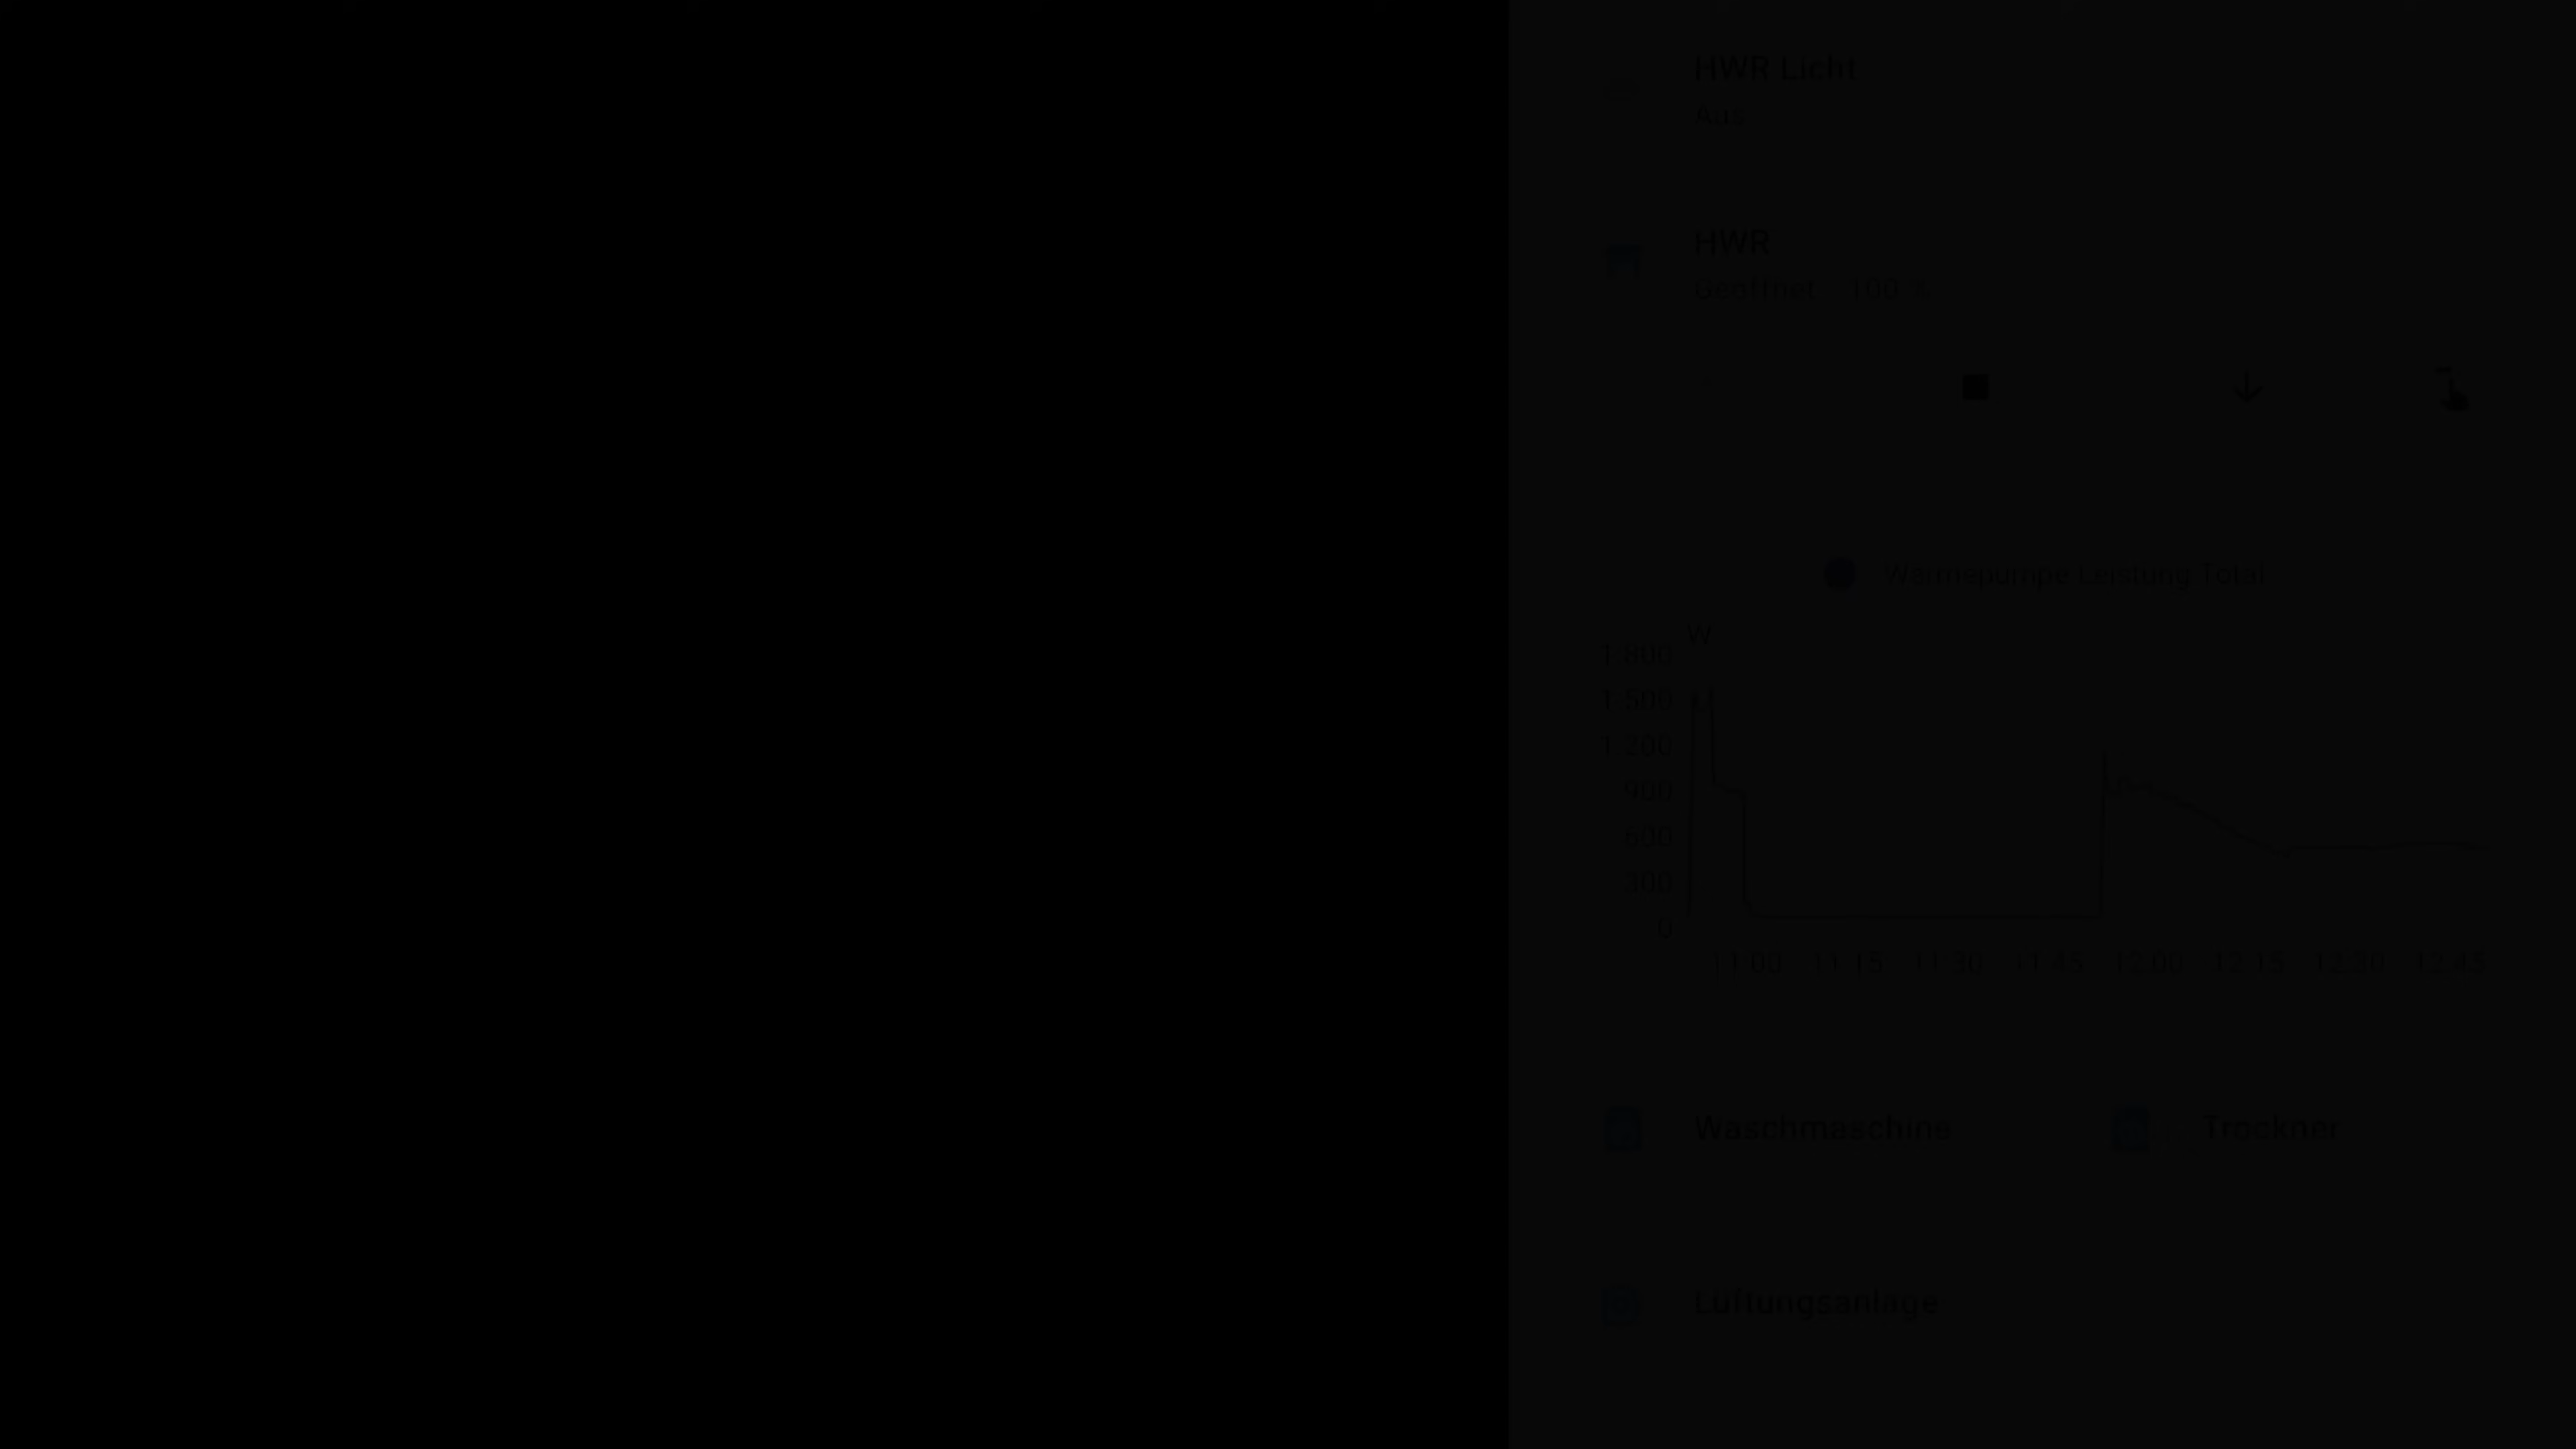 HWR Licht
Aus
HWR
Geöffnet · 100 %
Wärmepumpe Leistung Total
W
1.800
1.500
1.200
900
600
300
0
11:00 11:15 11:30 11:45 12:00 12:15 12:30 12:45
Waschmaschine Trockner
Lüftungsanlage